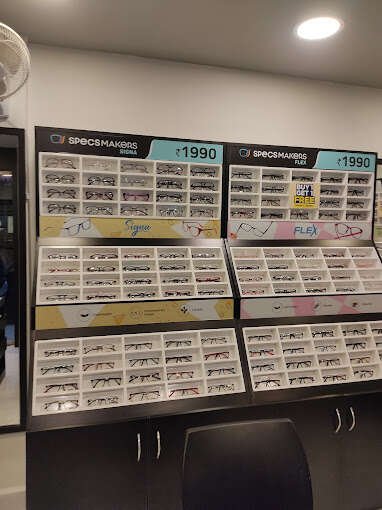 SPECSMAKERS
SIGNA
₹1990
SPECSMAKERS
FLEX
₹1990
BUY 1
GET 1
FREE
Signa
FLEX